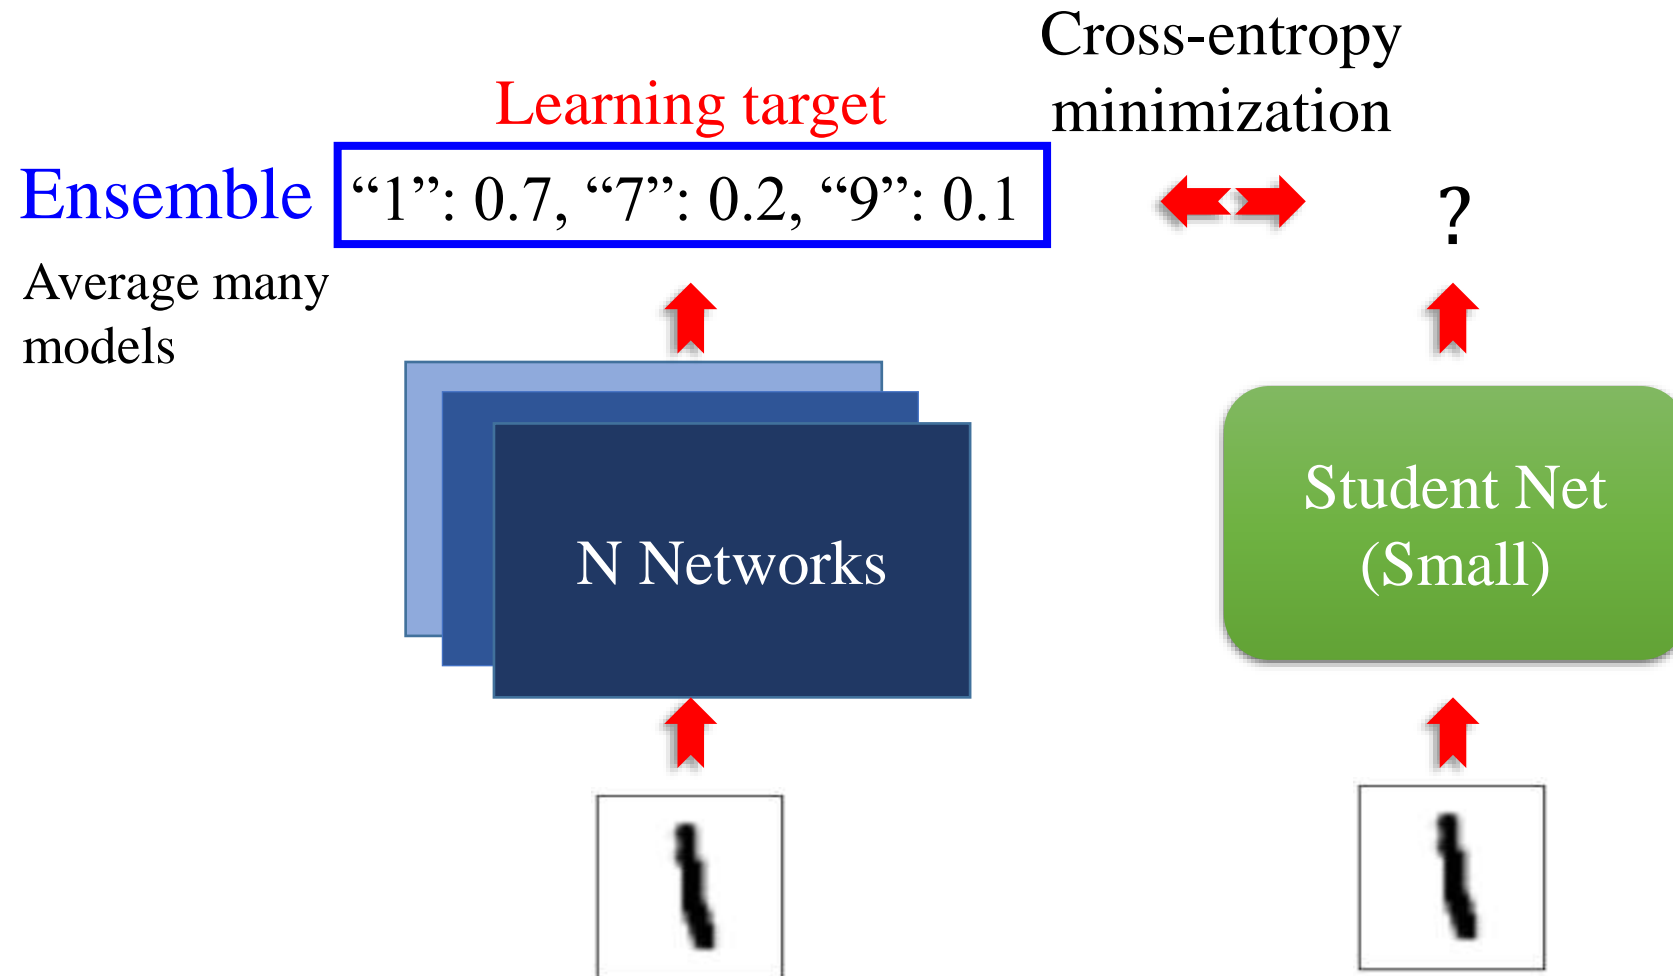 Cross-entropy
minimization
Learning target
Ensemble
“1”: 0.7, “7”: 0.2, “9”: 0.1
?
Average many
models
N Networks
Student Net
(Small)